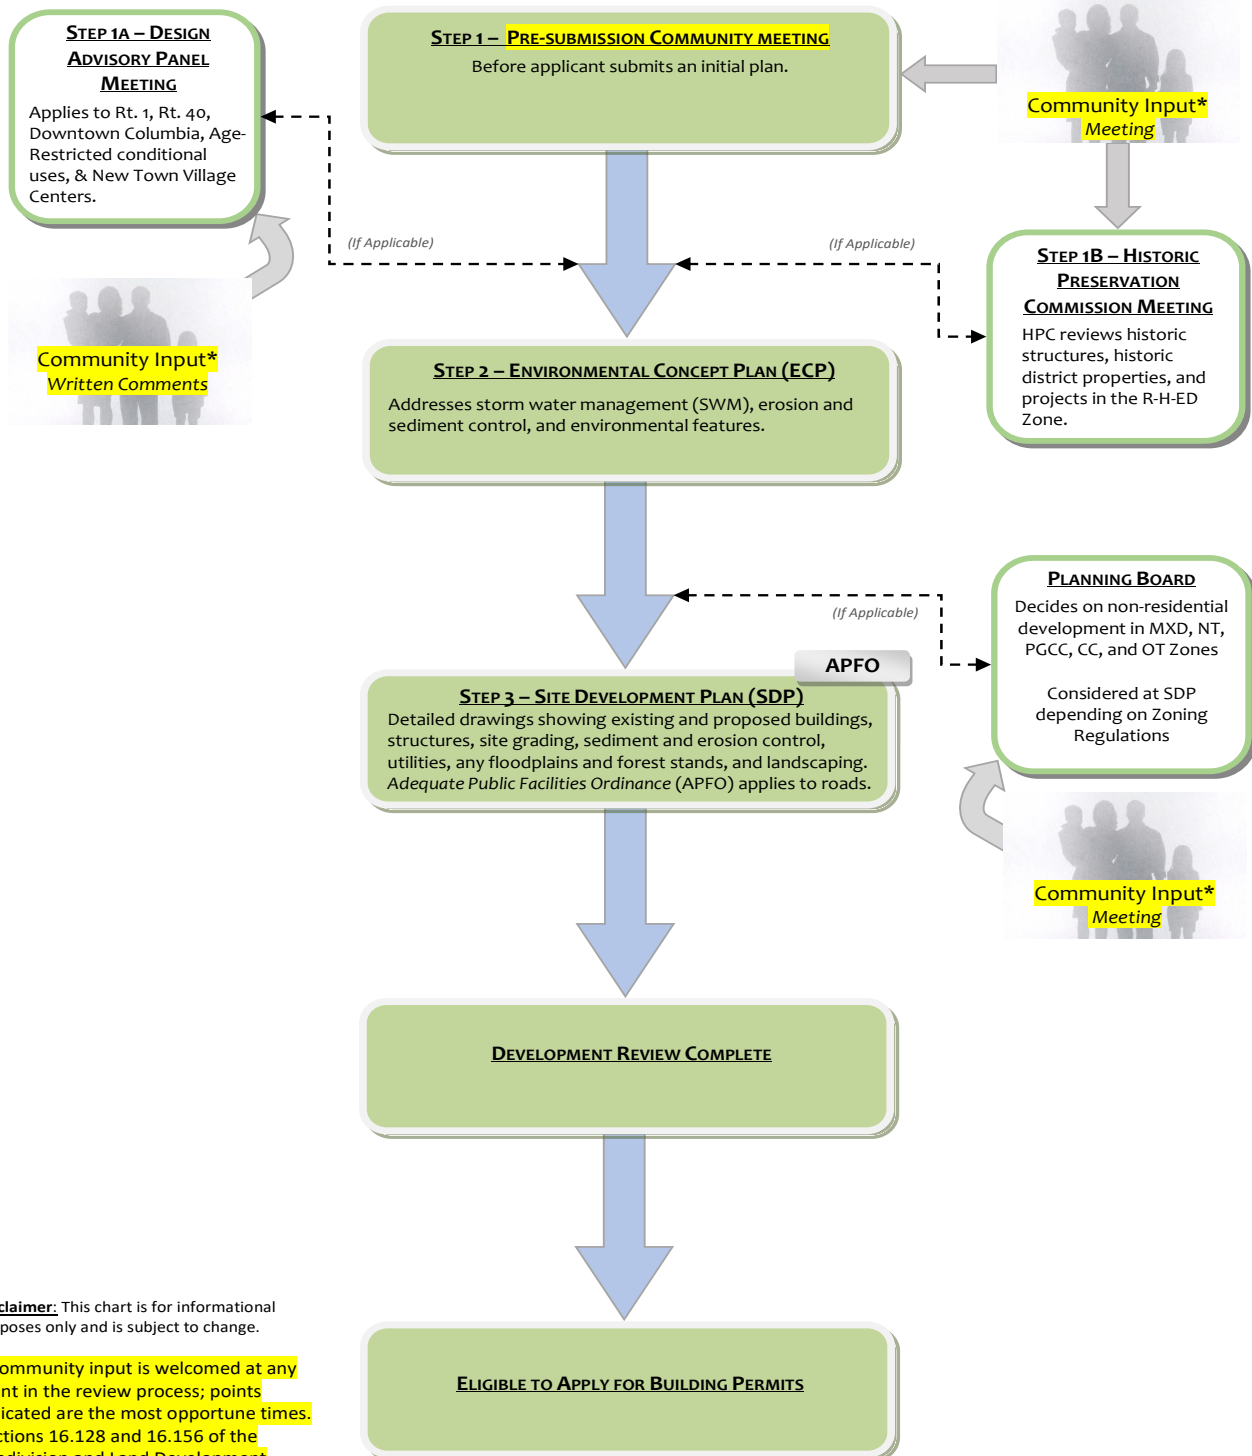 STEP 1A – DESIGN
ADVISORY PANEL
MEETING
Applies to Rt. 1, Rt. 40,
Downtown Columbia, Age-
Restricted conditional
uses, & New Town Village
Centers.
STEP 1 – PRE-SUBMISSION COMMUNITY MEETING
Before applicant submits an initial plan.
Community Input*
Meeting
(If Applicable)
(If Applicable)
Community Input*
Written Comments
STEP 1B – HISTORIC
PRESERVATION
COMMISSION MEETING
HPC reviews historic
structures, historic
district properties, and
projects in the R-H-ED
Zone.
STEP 2 – ENVIRONMENTAL CONCEPT PLAN (ECP)
Addresses storm water management (SWM), erosion and
sediment control, and environmental features.
(If Applicable)
PLANNING BOARD
Decides on non-residential
development in MXD, NT,
PGCC, CC, and OT Zones
Considered at SDP
depending on Zoning
Regulations
APFO
STEP 3 – SITE DEVELOPMENT PLAN (SDP)
Detailed drawings showing existing and proposed buildings,
structures, site grading, sediment and erosion control,
utilities, any floodplains and forest stands, and landscaping.
Adequate Public Facilities Ordinance (APFO) applies to roads.
Community Input*
Meeting
DEVELOPMENT REVIEW COMPLETE
claimer: This chart is for informational
poses only and is subject to change.
ommunity input is welcomed at any
nt in the review process; points
icated are the most opportune times.
ctions 16.128 and 16.156 of the
division and Land Development
ELIGIBLE TO APPLY FOR BUILDING PERMITS